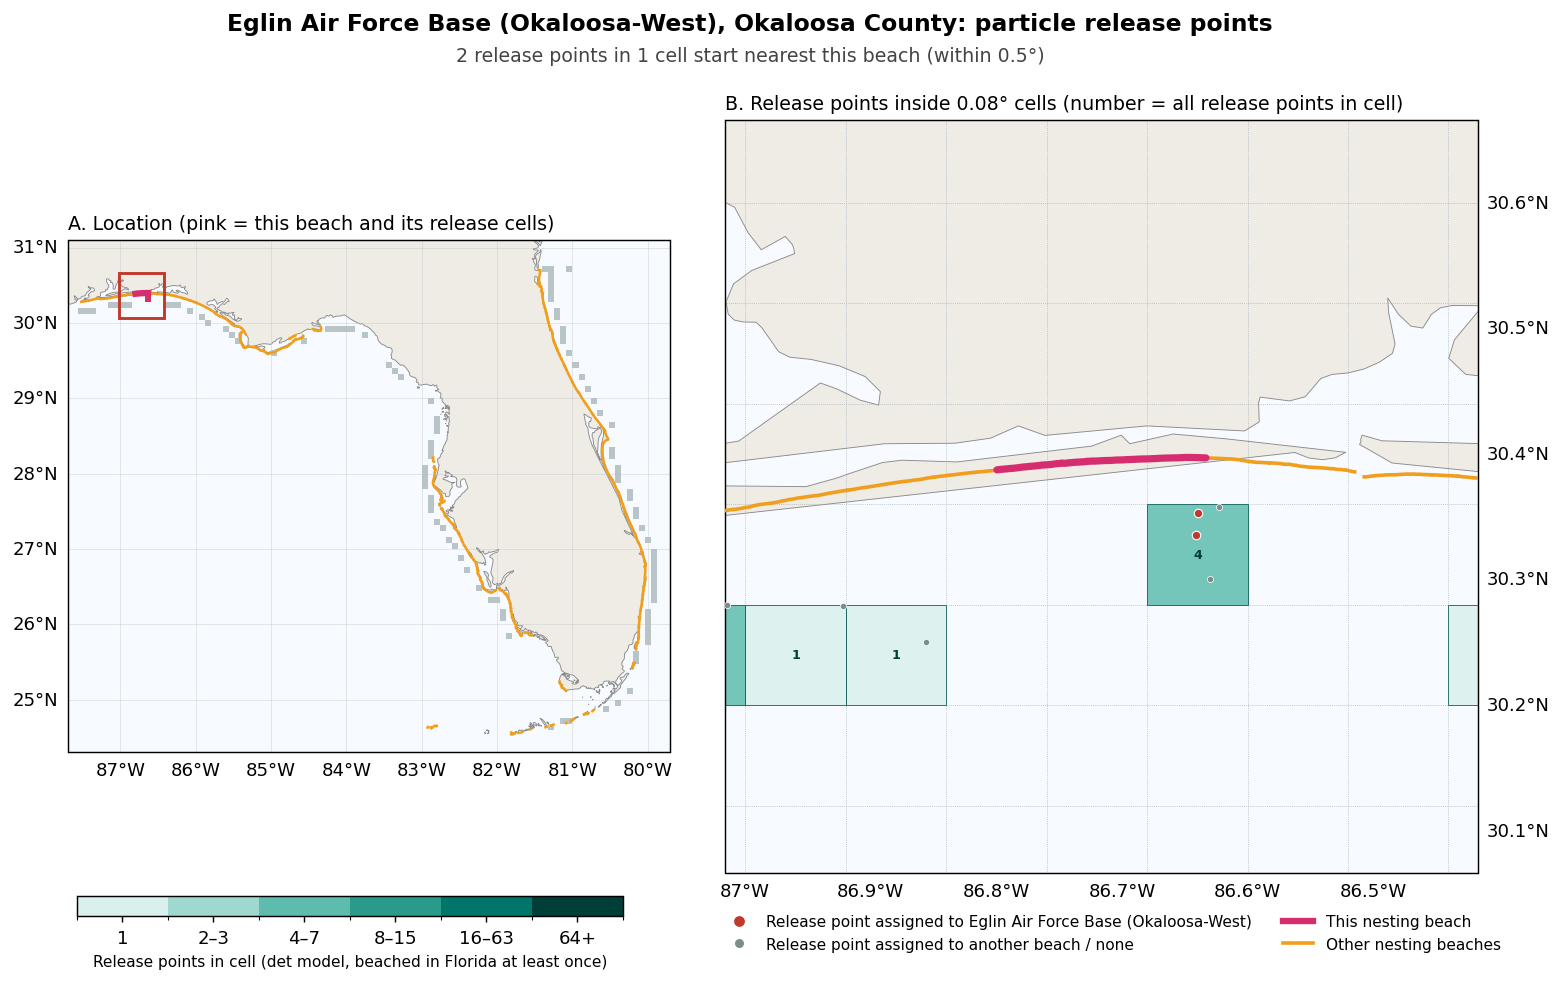 Eglin Air Force Base (Okaloosa-West), Okaloosa County: particle release points
2 release points in 1 cell start nearest this beach (within 0.5°)
A. Location (pink = this beach and its release cells)
31°N
30°N
29°N
28°N
27°N
26°N
25°N
87°W 86°W 85°W 84°W 83°W 82°W 81°W 80°W
1 2–3 4–7 8–15 16–63 64+
Release points in cell (det model, beached in Florida at least once)
B. Release points inside 0.08° cells (number = all release points in cell)
30.6°N
30.5°N
30.4°N
30.3°N
30.2°N
30.1°N
4
1 1
87°W 86.9°W 86.8°W 86.7°W 86.6°W 86.5°W
Release point assigned to Eglin Air Force Base (Okaloosa-West)
Release point assigned to another beach / none
This nesting beach
Other nesting beaches